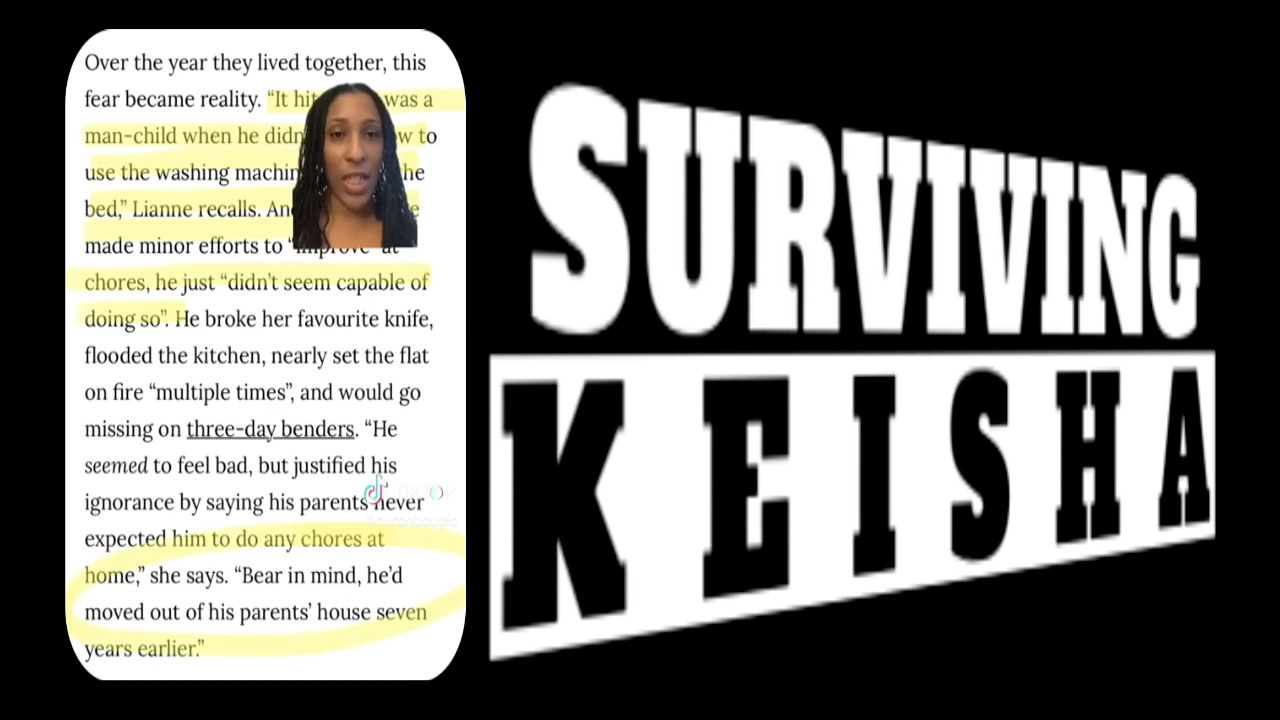 Over the year they lived together, this
fear became reality. “It hit was a
man-child when he didn to
use the washing machin
bed,” Lianne recalls.
made minor efforts to “improve” at
chores, he just “didn’t seem capable of
doing so”. He broke her favourite knife,
flooded the kitchen, nearly set the flat
on fire “multiple times”, and would go
missing on three-day benders. “He
seemed to feel bad, but justified his
ignorance by saying his parents never
expected him to do any chores at
home,” she says. “Bear in mind, he’d
moved out of his parents’ house seven
years earlier.”
SURVIVING
KEISHA